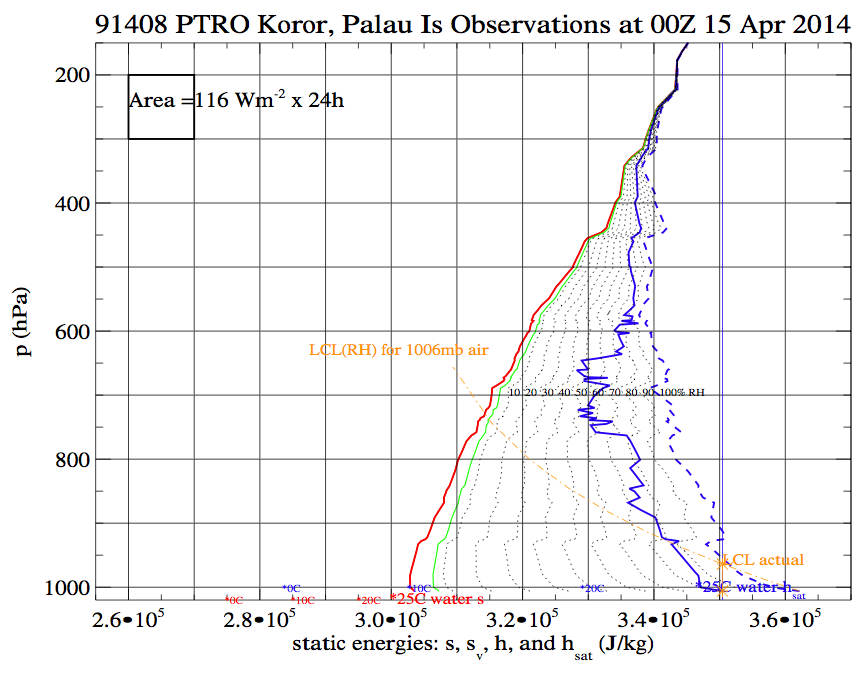 91408 PTRO Koror, Palau Is Observations at 00Z 15 Apr 2014
200
Area =116 Wm-2 x 24h
400
p (hPa)
600
LCL(RH) for 1006mb air
10 20 30 40 50 60 70 80 90 100% RH
800
LCL actual
1000
*0C 10C *20C *25C water h sat
*0C *10C *20C *25C water s
2.6•10⁵ 2.8•10⁵ 3.0•10⁵ 3.2•10⁵ 3.4•10⁵ 3.6•10⁵
static energies: s, sv, h, and hsat (J/kg)